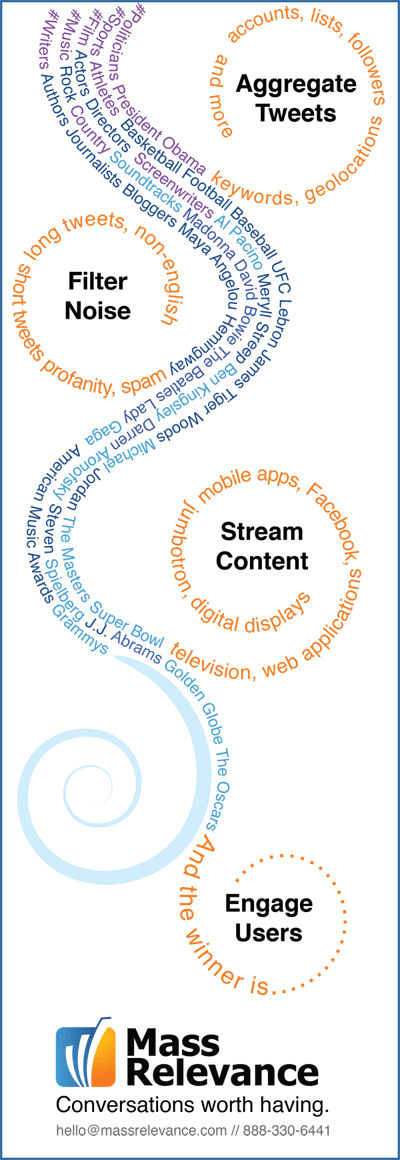 #Politicians President Obama
#Sports Athletes Basketball Football Baseball UFC Lebron James Tiger Woods Michael Jordan The Masters Super Bowl
#Film Actors Directors Screenwriters Al Pacino Meryll Streep Ben Kingsley Darren Aronofsky Steven Spielberg J.J. Abrams Golden Globe The Oscars
#Music Rock Country Soundtracks Madonna David Bowie The Beatles Lady Gaga American Music Awards Grammys
#Writers Authors Journalists Bloggers Maya Angelou Hemingway
accounts, lists, followers
keywords, geolocations
and more
Aggregate
Tweets
short tweets long tweets, non-english
profanity, spam
Filter
Noise
mobile apps, Facebook,
television, web applications
jumbotron, digital displays
Stream
Content
And the winner is......
Engage
Users
Mass
Relevance
Conversations worth having.
hello@massrelevance.com // 888-330-6441